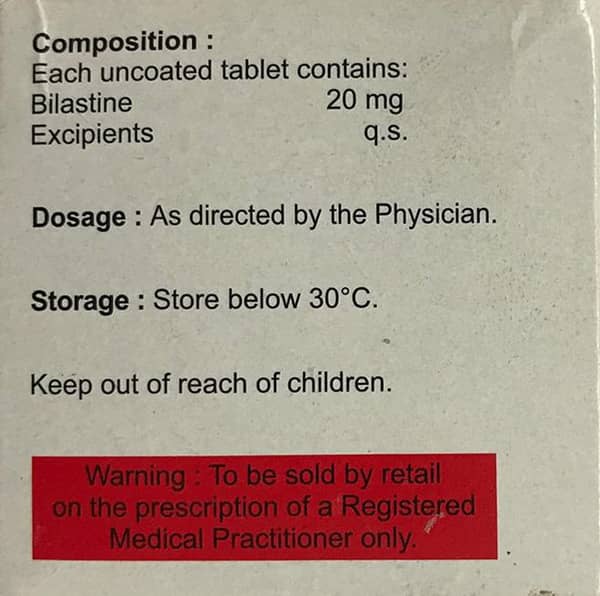 Composition :
Each uncoated tablet contains:
Bilastine 20 mg
Excipients q.s.
Dosage : As directed by the Physician.
Storage : Store below 30°C.
Keep out of reach of children.
Warning : To be sold by retail
on the prescription of a Registered
Medical Practitioner only.